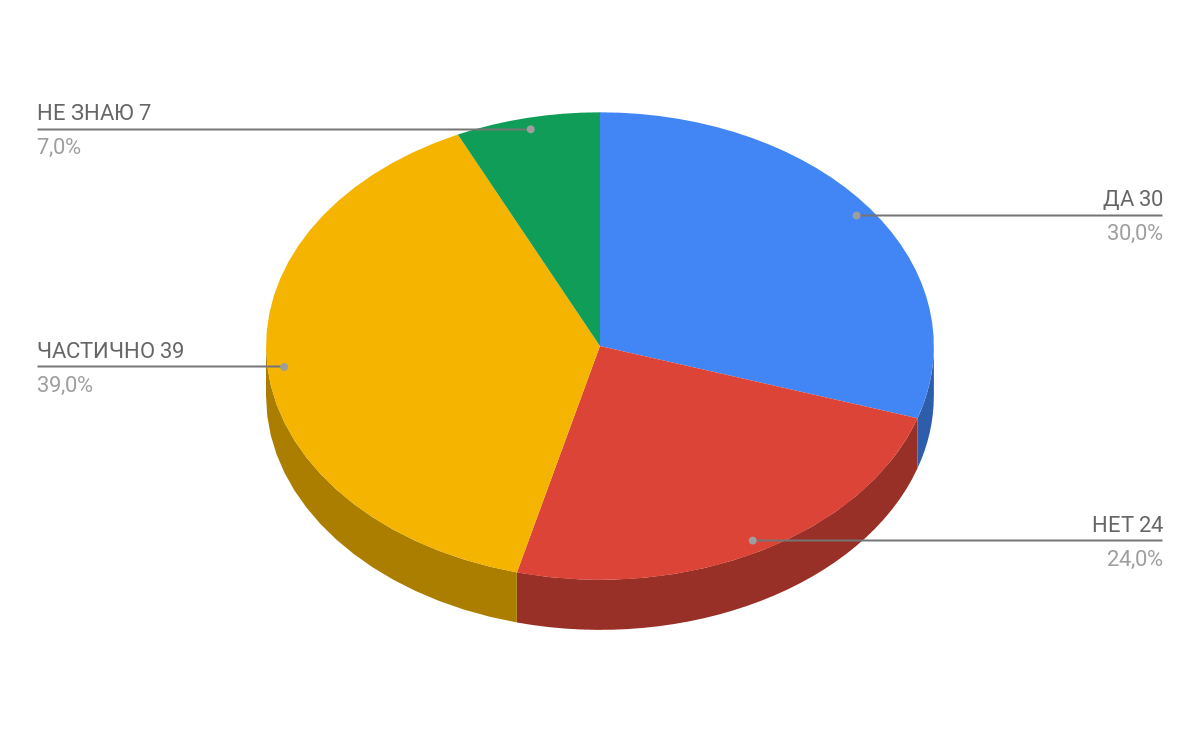 НЕ ЗНАЮ 7
7,0%
ДА 30
30,0%
ЧАСТИЧНО 39
39,0%
НЕТ 24
24,0%